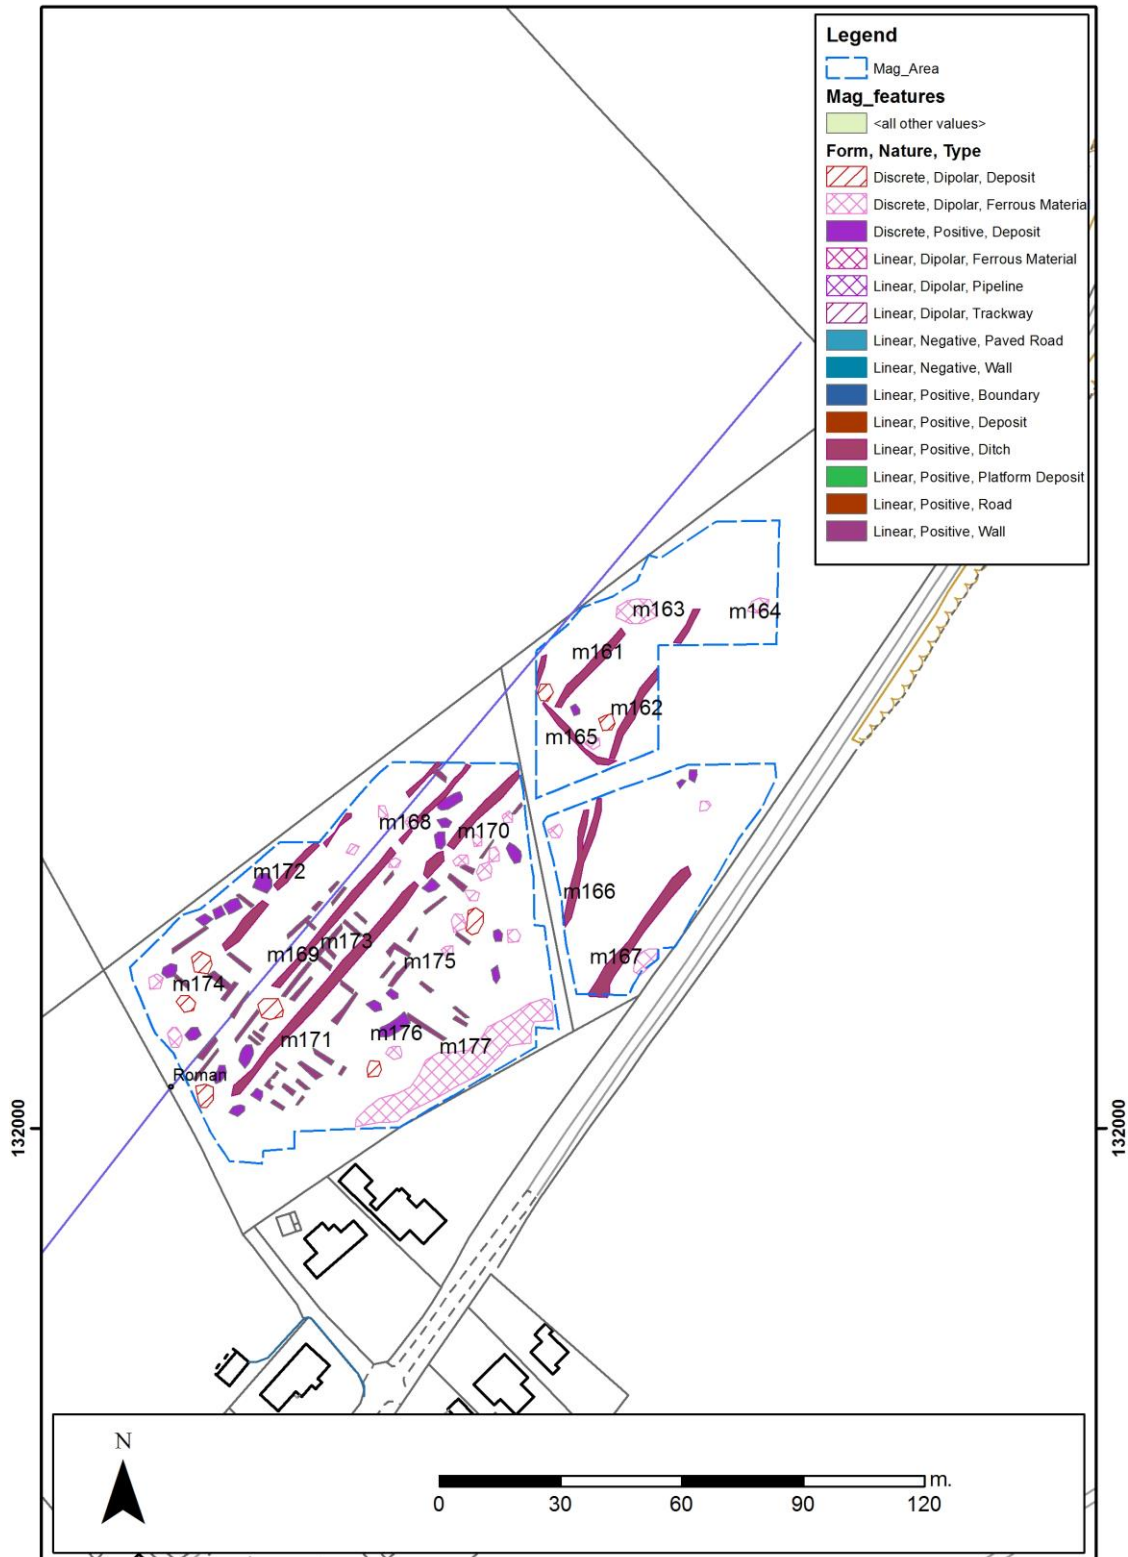 Legend
Mag_Area
Mag_features
<all other values>
Form, Nature, Type
Discrete, Dipolar, Deposit
Discrete, Dipolar, Ferrous Materia
Discrete, Positive, Deposit
Linear, Dipolar, Ferrous Material
Linear, Dipolar, Pipeline
Linear, Dipolar, Trackway
Linear, Negative, Paved Road
Linear, Negative, Wall
Linear, Positive, Boundary
Linear, Positive, Deposit
Linear, Positive, Ditch
Linear, Positive, Platform Deposit
Linear, Positive, Road
Linear, Positive, Wall
m163
m164
m161
m162
m165
m168
m170
m172
m166
m173
m169
m175
m167
m174
m176
m171
m177
Roman
132000
132000
N
m.
0 30 60 90 120